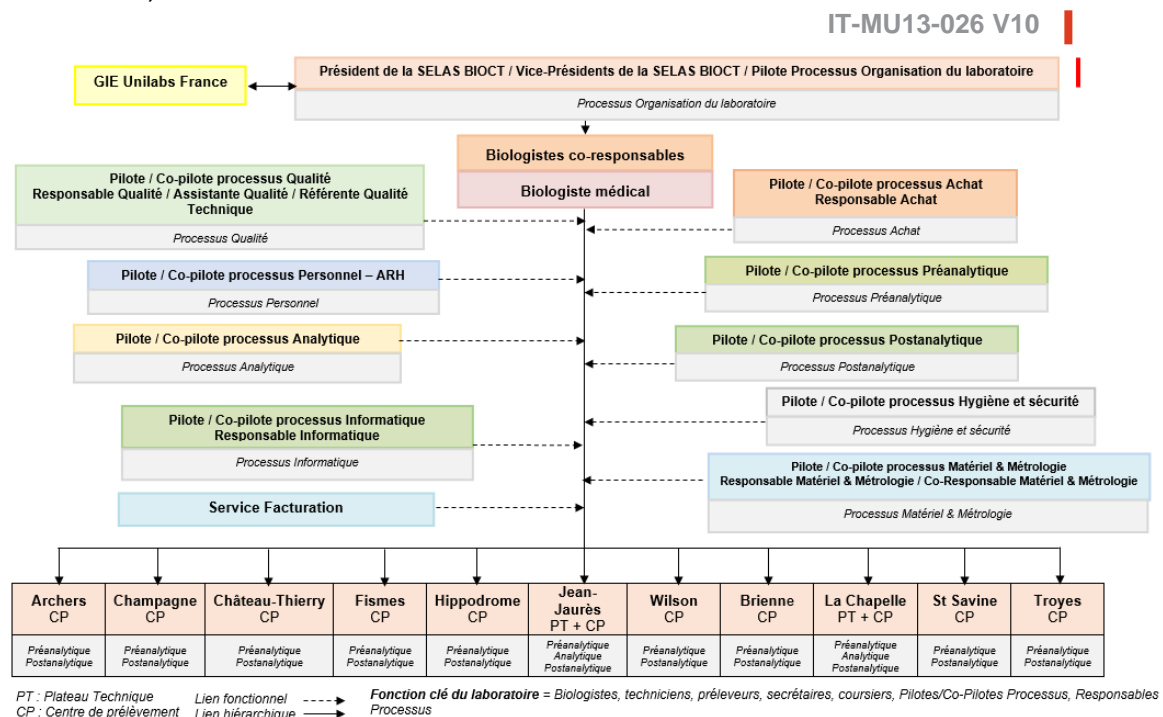 IT-MU13-026 V10
GIE Unilabs France
Président de la SELAS BIOCT / Vice-Présidents de la SELAS BIOCT / Pilote Processus Organisation du laboratoire
Processus Organisation du laboratoire
Biologistes co-responsables
Biologiste médical
Pilote / Co-pilote processus Qualité
Responsable Qualité / Assistante Qualité / Référente Qualité
Technique
Processus Qualité
Pilote / Co-pilote processus Achat
Responsable Achat
Processus Achat
Pilote / Co-pilote processus Personnel – ARH
Processus Personnel
Pilote / Co-pilote processus Préanalytique
Processus Préanalytique
Pilote / Co-pilote processus Analytique
Processus Analytique
Pilote / Co-pilote processus Postanalytique
Processus Postanalytique
Pilote / Co-pilote processus Hygiène et sécurité
Processus Hygiène et sécurité
Pilote / Co-pilote processus Informatique
Responsable Informatique
Processus Informatique
Pilote / Co-pilote processus Matériel & Métrologie
Responsable Matériel & Métrologie / Co-Responsable Matériel & Métrologie
Processus Matériel & Métrologie
Service Facturation
Archers
CP
Préanalytique
Postanalytique
Champagne
CP
Préanalytique
Postanalytique
Château-Thierry
CP
Préanalytique
Postanalytique
Fismes
CP
Préanalytique
Postanalytique
Hippodrome
CP
Préanalytique
Postanalytique
Jean-
Jaurès
PT + CP
Préanalytique
Analytique
Postanalytique
Wilson
CP
Préanalytique
Postanalytique
Brienne
CP
Préanalytique
Postanalytique
La Chapelle
PT + CP
Préanalytique
Analytique
Postanalytique
St Savine
CP
Préanalytique
Postanalytique
Troyes
CP
Préanalytique
Postanalytique
PT : Plateau Technique
CP : Centre de prélèvement
Lien fonctionnel
Lien hiérarchique
Fonction clé du laboratoire = Biologistes, techniciens, préleveurs, secrétaires, coursiers, Pilotes/Co-Pilotes Processus, Responsables
Processus